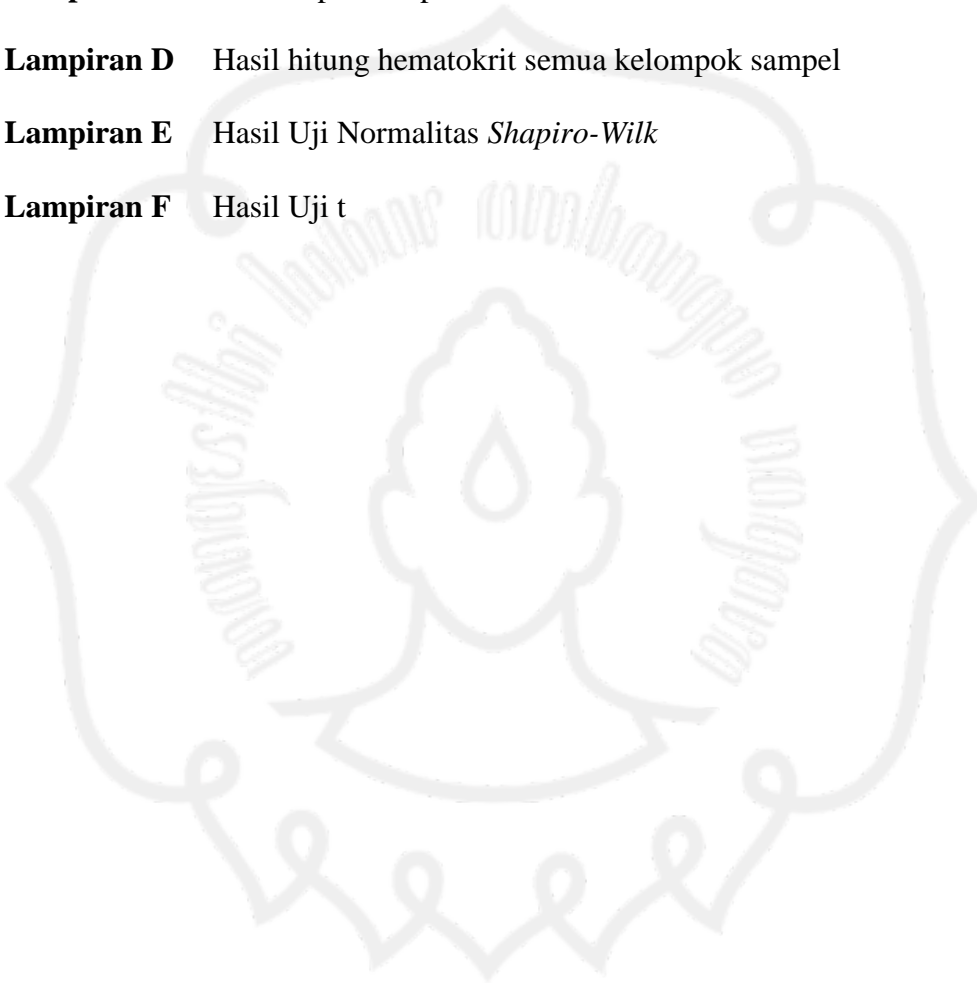 Lampiran D Hasil hitung hematokrit semua kelompok sampel
Lampiran E Hasil Uji Normalitas Shapiro-Wilk
Lampiran F Hasil Uji t